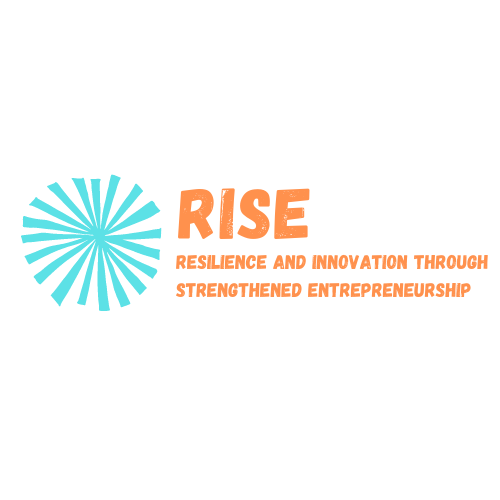 RISE
RESILIENCE AND INNOVATION THROUGH
STRENGTHENED ENTREPRENEURSHIP